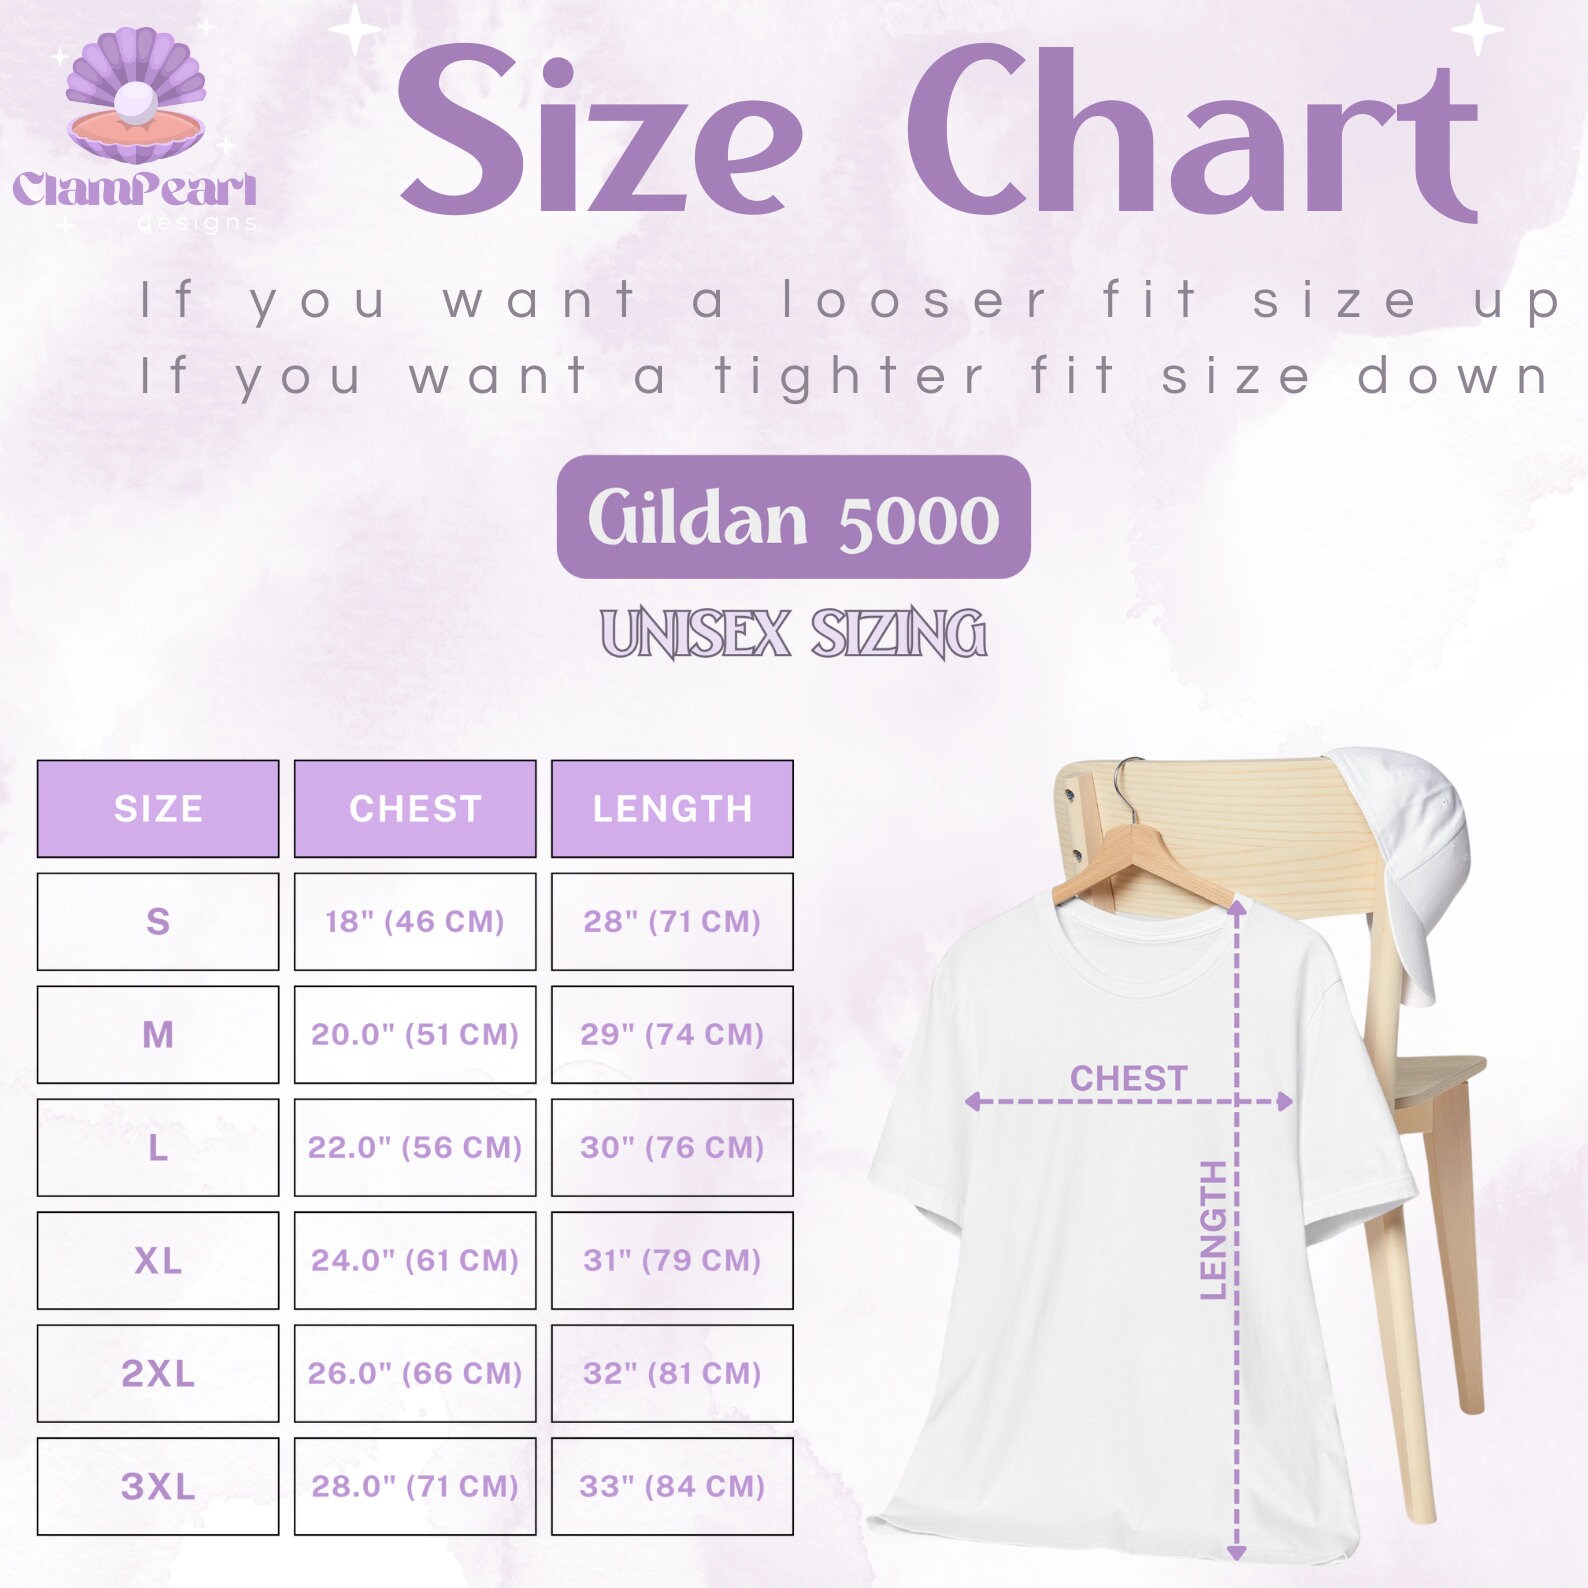 ClamPearl
designs
Size Chart
If you want a looser fit size up
If you want a tighter fit size down
Gildan 5000
UNISEX SIZING
SIZE CHEST LENGTH
S 18" (46 CM) 28" (71 CM)
M 20.0" (51 CM) 29" (74 CM)
L 22.0" (56 CM) 30" (76 CM)
XL 24.0" (61 CM) 31" (79 CM)
2XL 26.0" (66 CM) 32" (81 CM)
3XL 28.0" (71 CM) 33" (84 CM)
CHEST
LENGTH